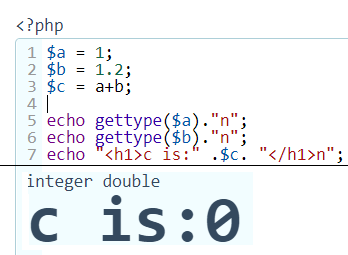 <?php
1 $a = 1;
2 $b = 1.2;
3 $c = a+b;
4
5 echo gettype($a)."n";
6 echo gettype($b)."n";
7 echo "<h1>c is:" .$c. "</h1>n";
integer double
c is:0